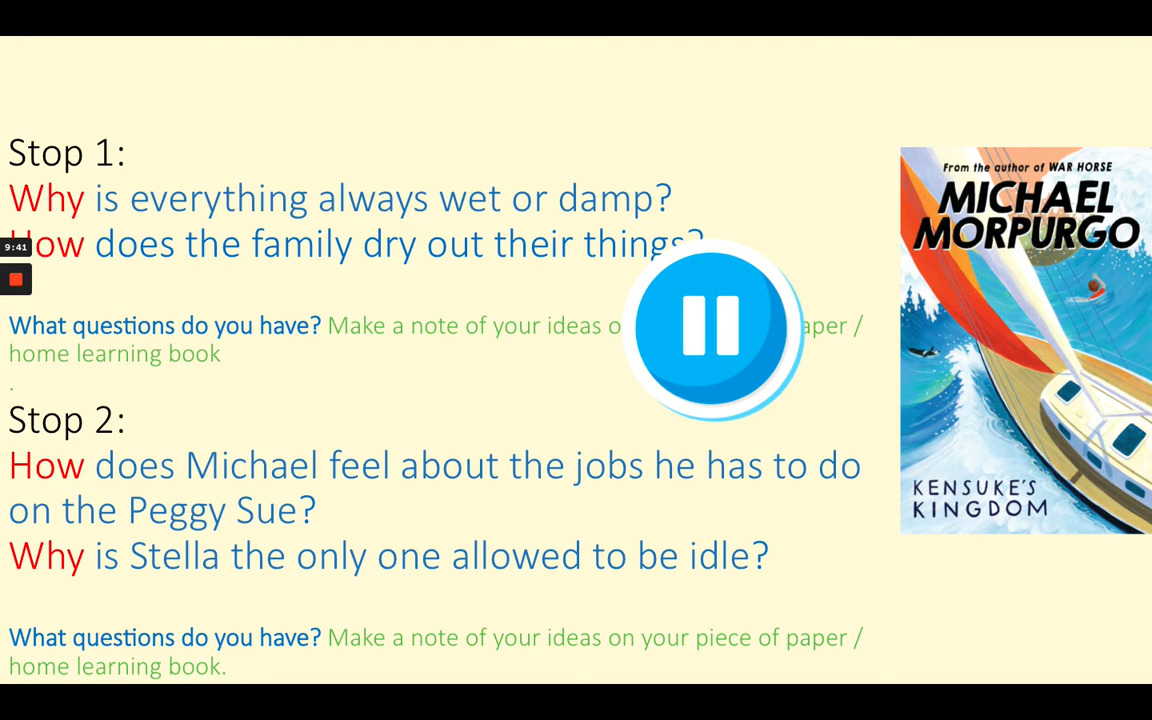 Stop 1:
Why is everything always wet or damp?
How does the family dry out their things?
9:41
What questions do you have? Make a note of your ideas o aper /
home learning book
.
Stop 2:
How does Michael feel about the jobs he has to do
on the Peggy Sue?
Why is Stella the only one allowed to be idle?
What questions do you have? Make a note of your ideas on your piece of paper /
home learning book.
From the author of WAR HORSE
MICHAEL
MORPURGO
KENSUKE'S
KINGDOM